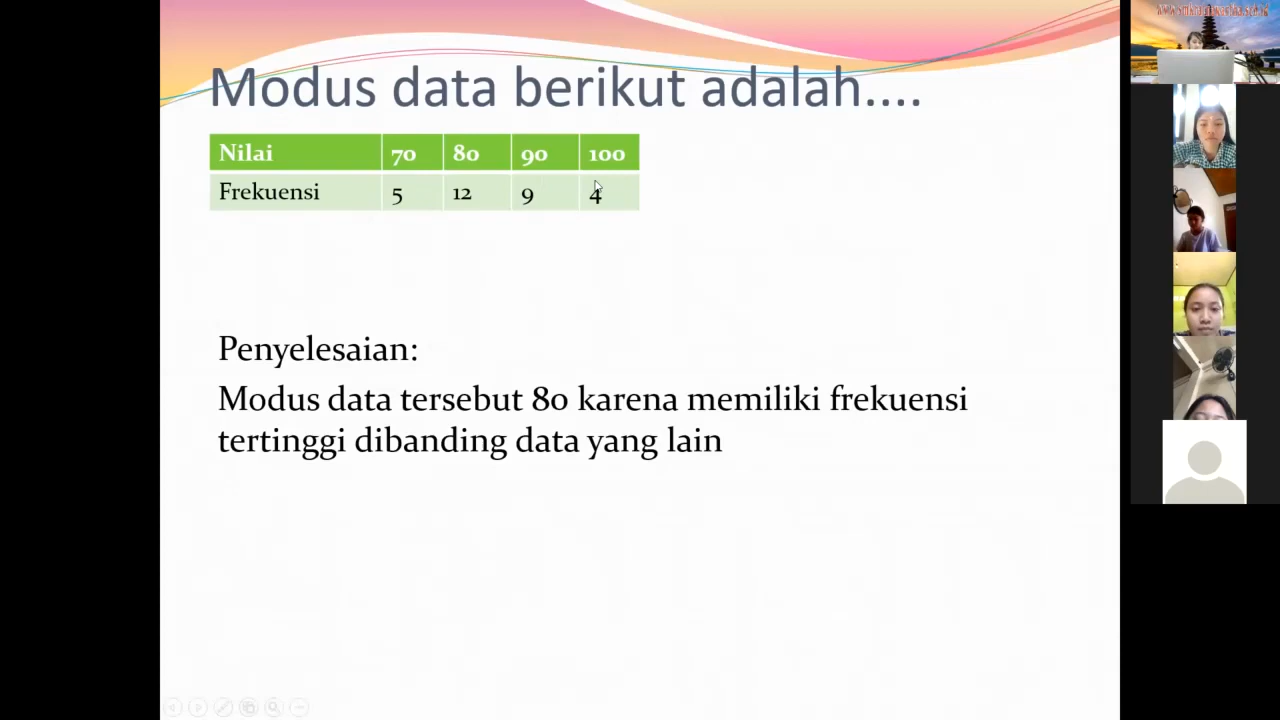 Modus data berikut adalah....
Nilai 70 80 90 100
Frekuensi 5 12 9 4
Penyelesaian:
Modus data tersebut 80 karena memiliki frekuensi
tertinggi dibanding data yang lain